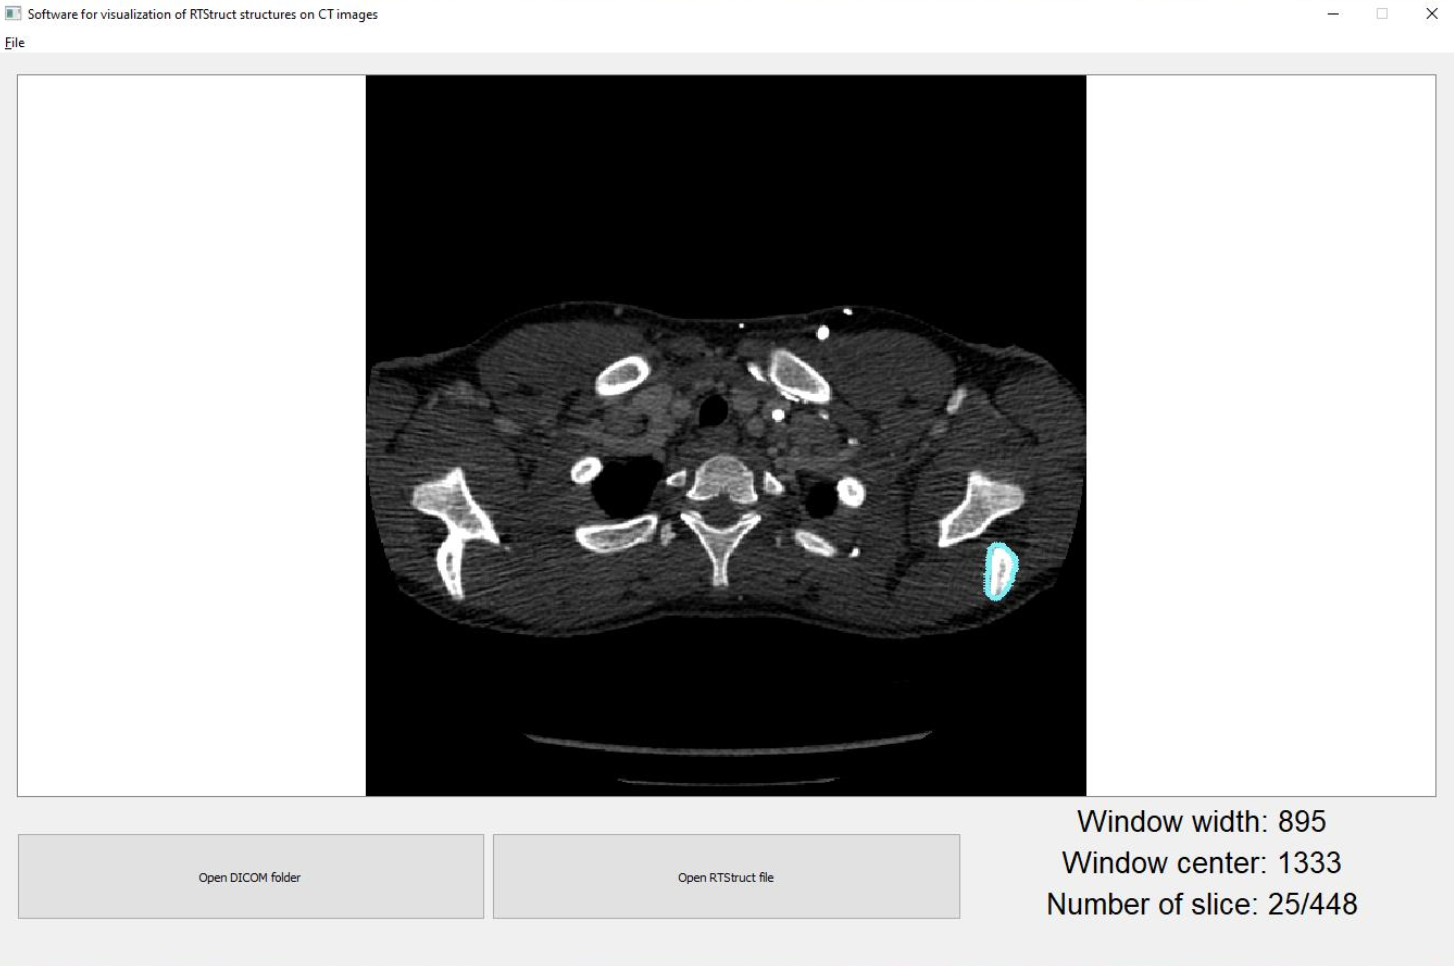 Software for visualization of RTStruct structures on CT images
File
Open DICOM folder
Open RTStruct file
Window width: 895
Window center: 1333
Number of slice: 25/448